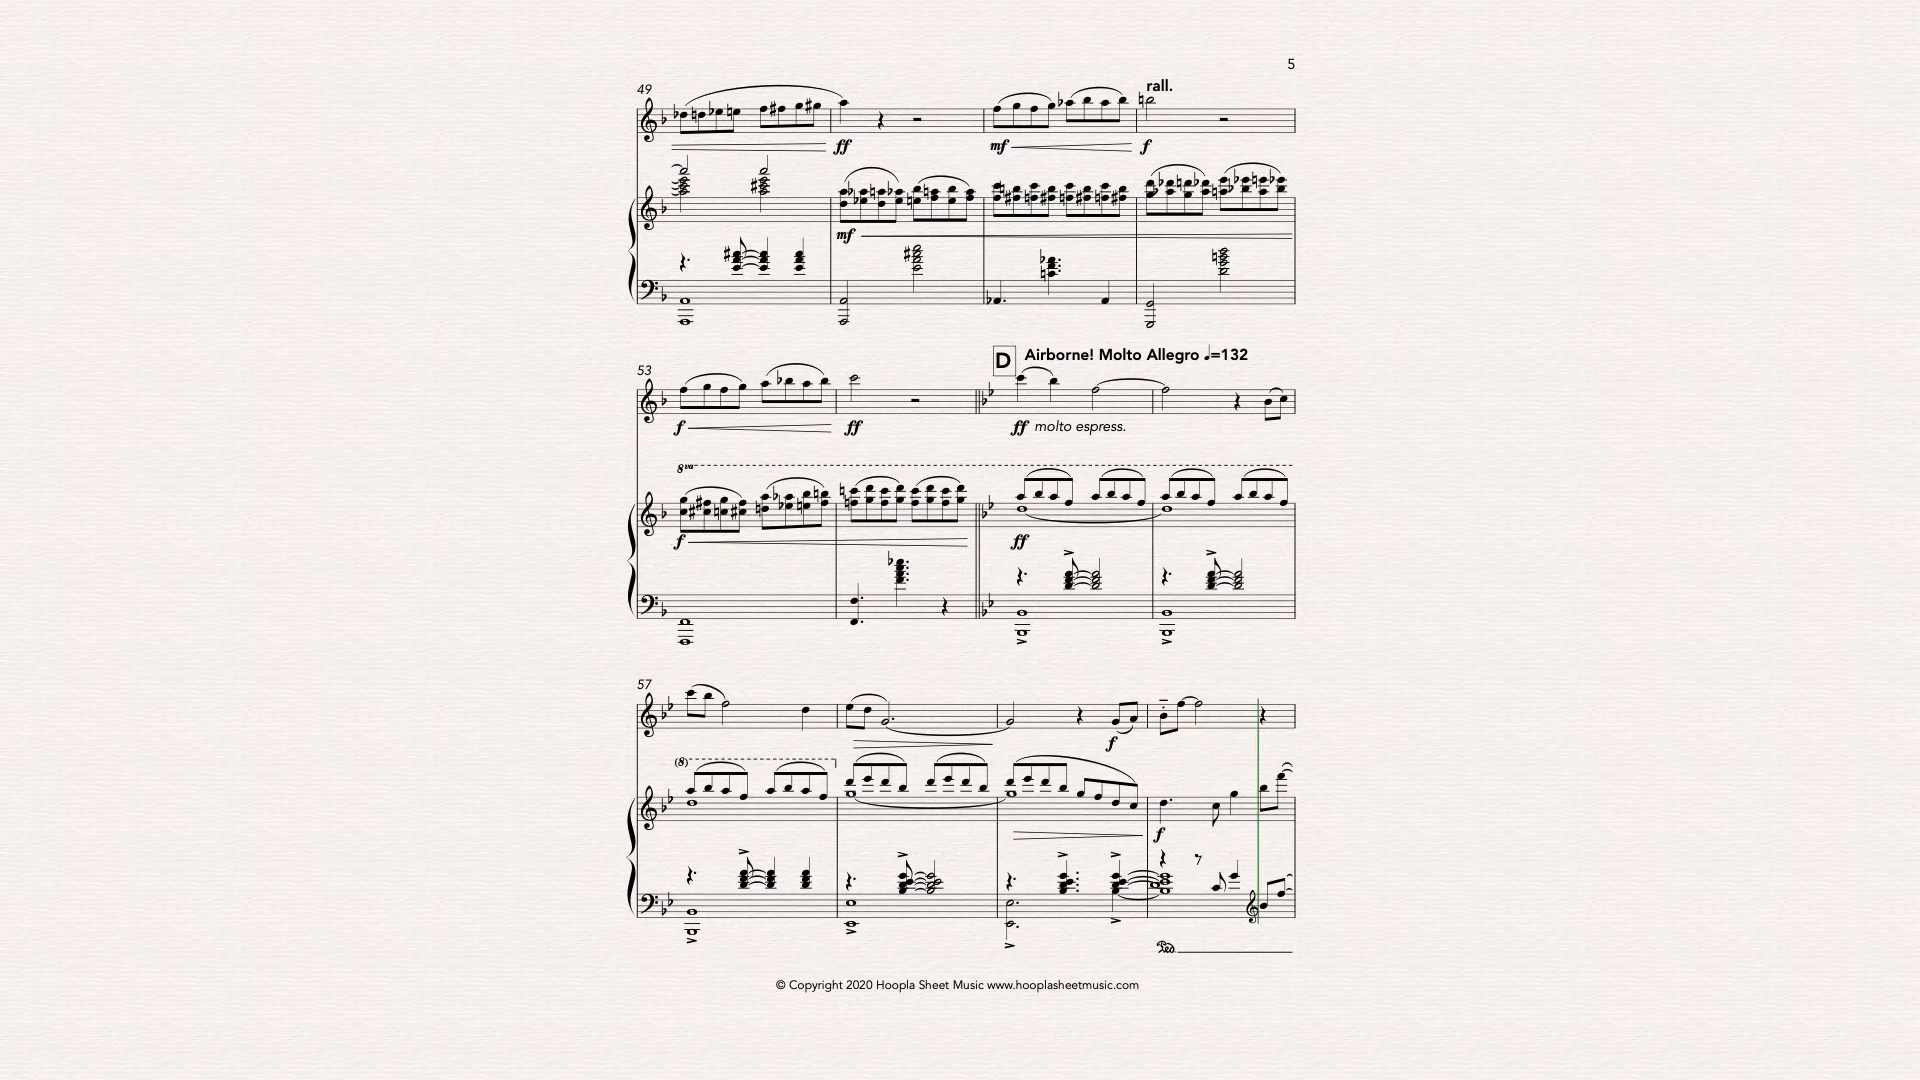 5
49
rall.
ff
mf
f
mf
53
D Airborne! Molto Allegro ♩=132
f
ff
ff molto espress.
8va
f
ff
57
f
(8)
f
Ped.
© Copyright 2020 Hoopla Sheet Music www.hooplasheetmusic.com